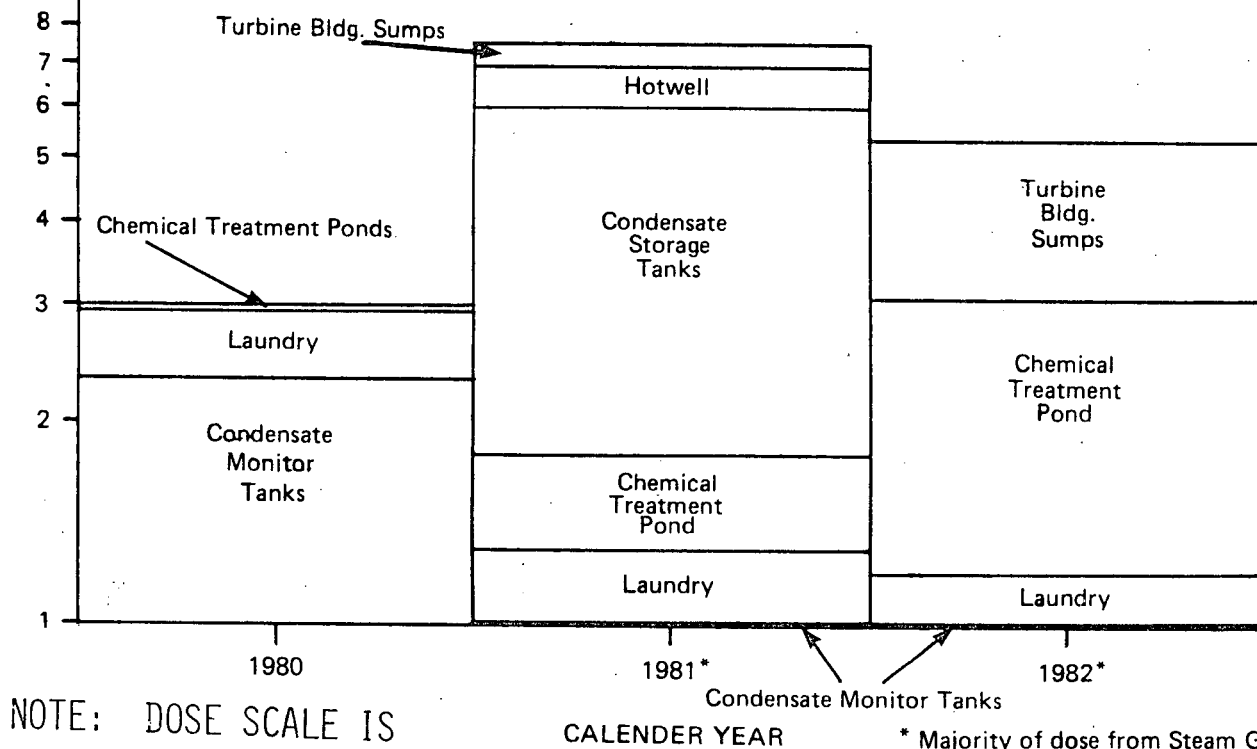 8
7
6
5
4
3
2
1
Turbine Bldg. Sumps
Chemical Treatment Ponds
Laundry
Condensate
Monitor
Tanks
Hotwell
Condensate
Storage
Tanks
Chemical
Treatment
Pond
Laundry
Turbine
Bldg.
Sumps
Chemical
Treatment
Pond
Laundry
1980
1981*
1982*
Condensate Monitor Tanks
NOTE: DOSE SCALE IS
CALENDER YEAR
* Majority of dose from Steam G